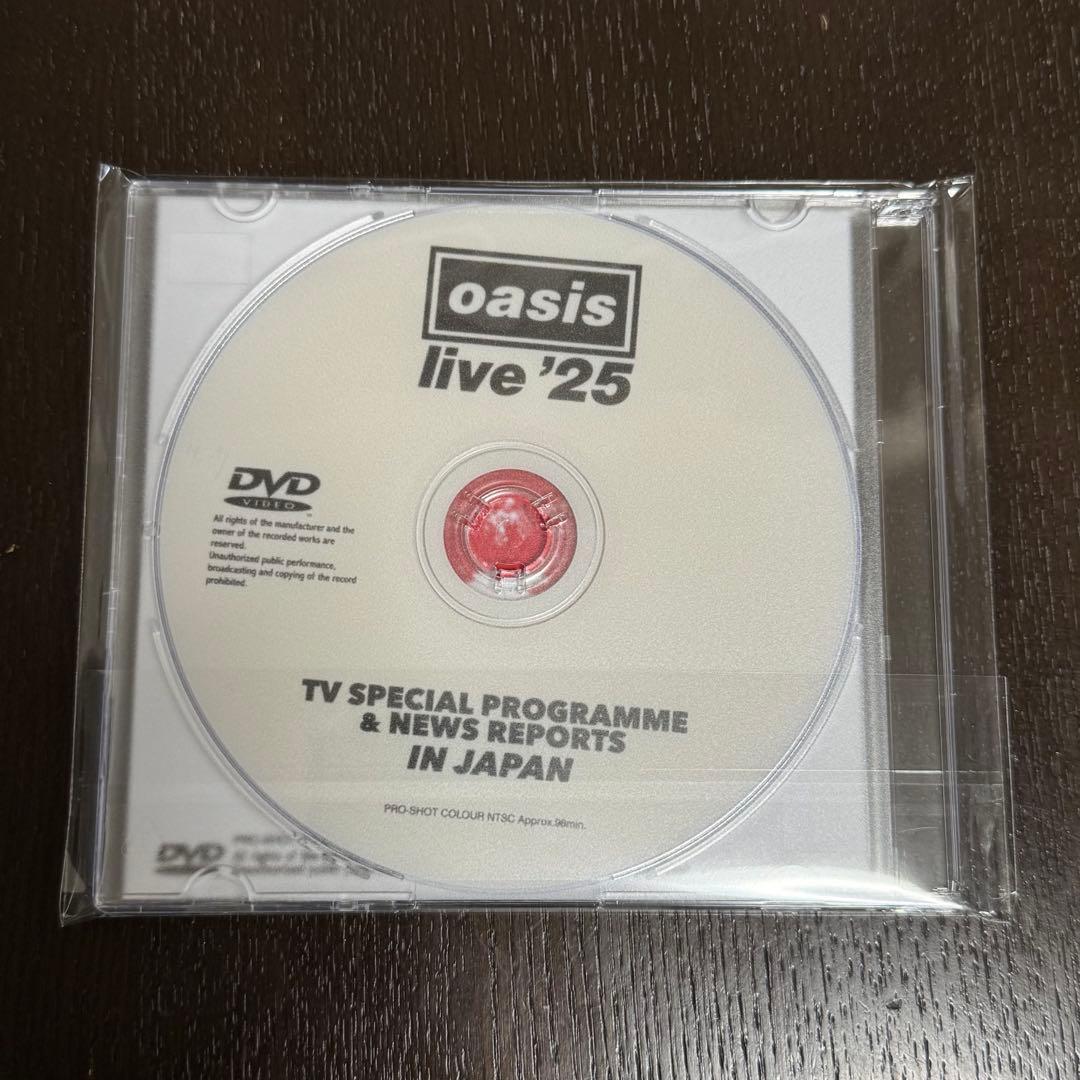 oasis
live '25
DVD
VIDEO
All rights of the manufacturer and the
owner of the recorded works are
reserved.
Unauthorized public performance,
broadcasting and copying of the record
prohibited.
TV SPECIAL PROGRAMME
& NEWS REPORTS
IN JAPAN
PRO-SHOT COLOUR NTSC Approx.98min.
DVD